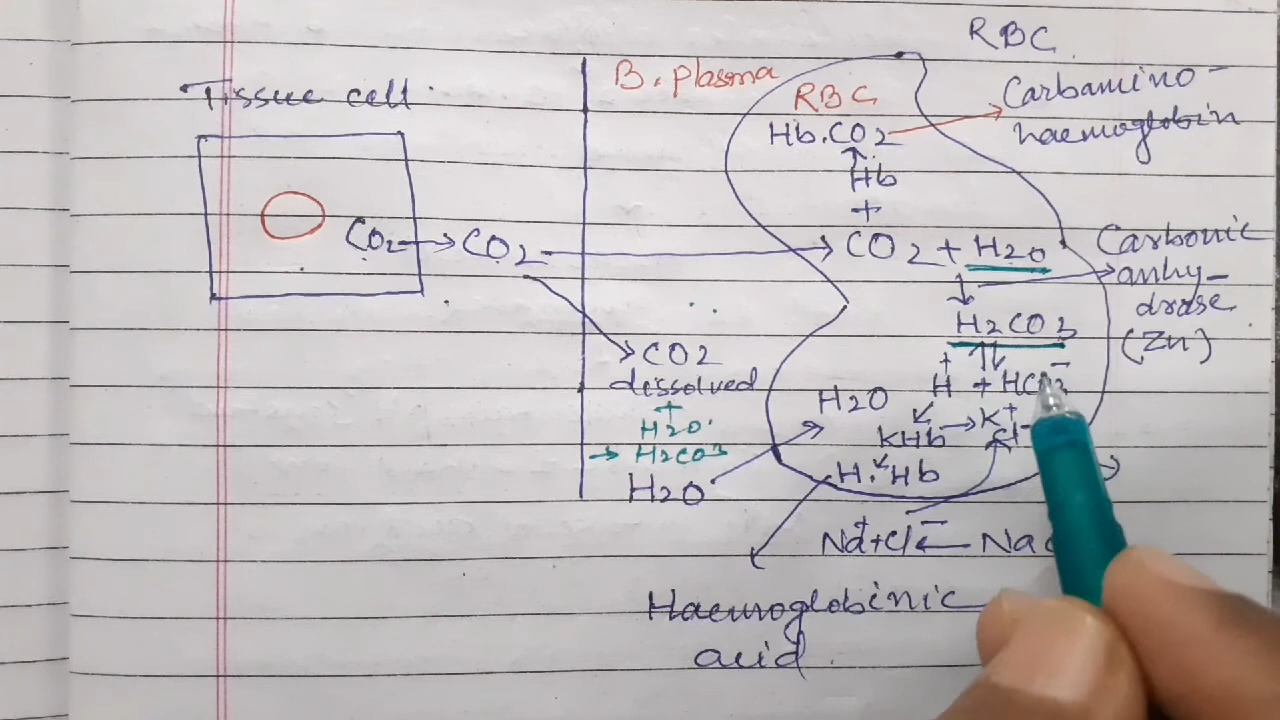 RBC
Tissue cell
B. plasma
RBC
Carbamino-
haemoglobin
Hb.CO2
Hb
+
CO2
CO2
CO2 + H2O
Carbonic
anhy-
drase
(Zn)
H2CO3
CO2
dissolved
+
H2O
→ H2CO3
H2O
H2O
H+ + HCO3−
KHb → K+
Cl−
H.Hb
Na+ + Cl− ←
Haemoglobinic
acid